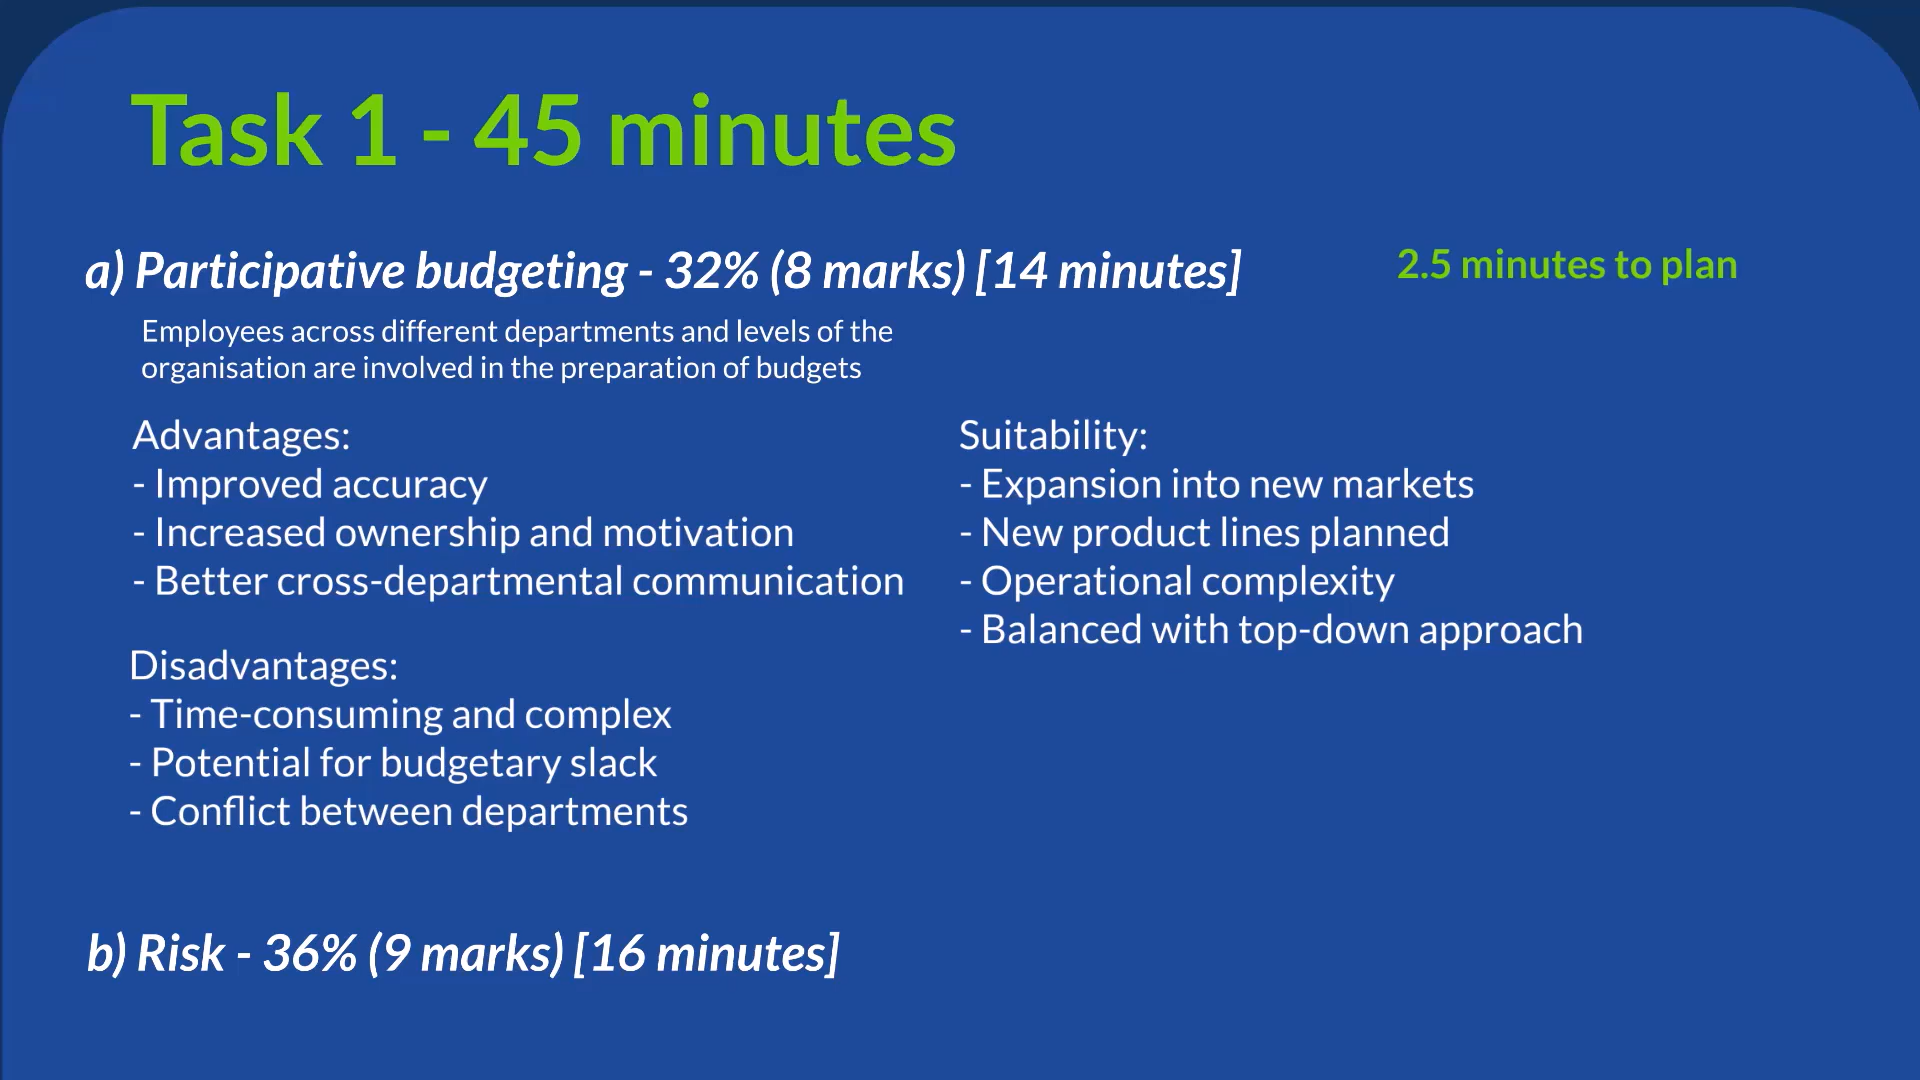 Task 1 - 45 minutes
a) Participative budgeting - 32% (8 marks) [14 minutes]
2.5 minutes to plan
Employees across different departments and levels of the
organisation are involved in the preparation of budgets
Advantages:
- Improved accuracy
- Increased ownership and motivation
- Better cross-departmental communication
Disadvantages:
- Time-consuming and complex
- Potential for budgetary slack
- Conflict between departments
Suitability:
- Expansion into new markets
- New product lines planned
- Operational complexity
- Balanced with top-down approach
b) Risk - 36% (9 marks) [16 minutes]